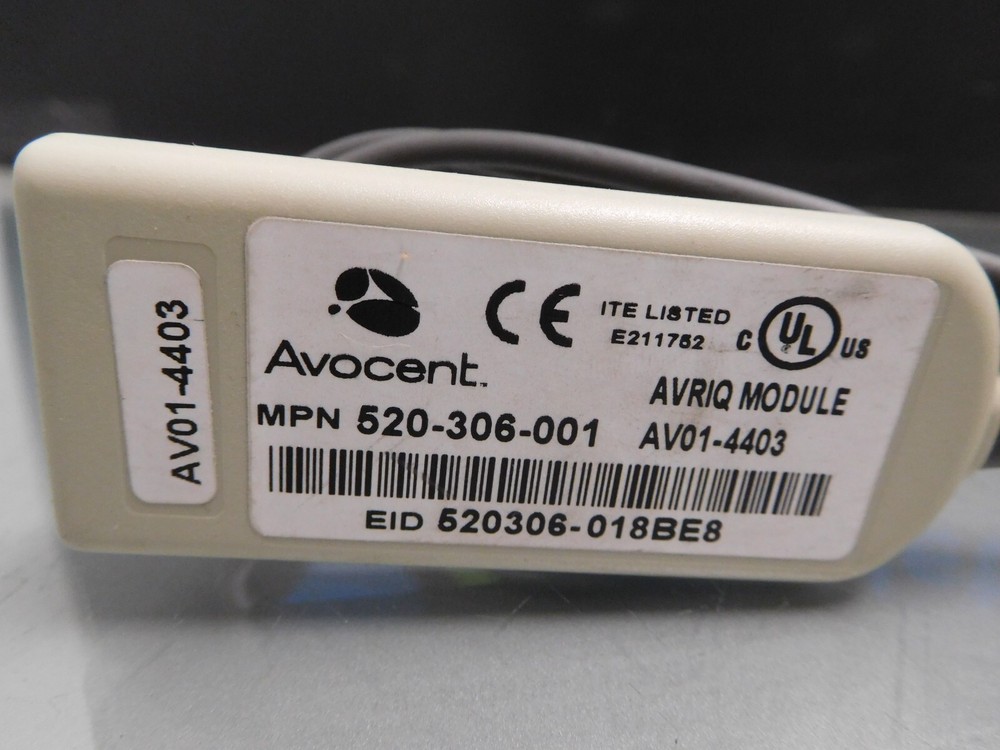 AV01-4403
Avocent™
CE
ITE LISTED
E211752
C UL US
AVRIQ MODULE
MPN 520-306-001
AV01-4403
EID 520306-018BE8